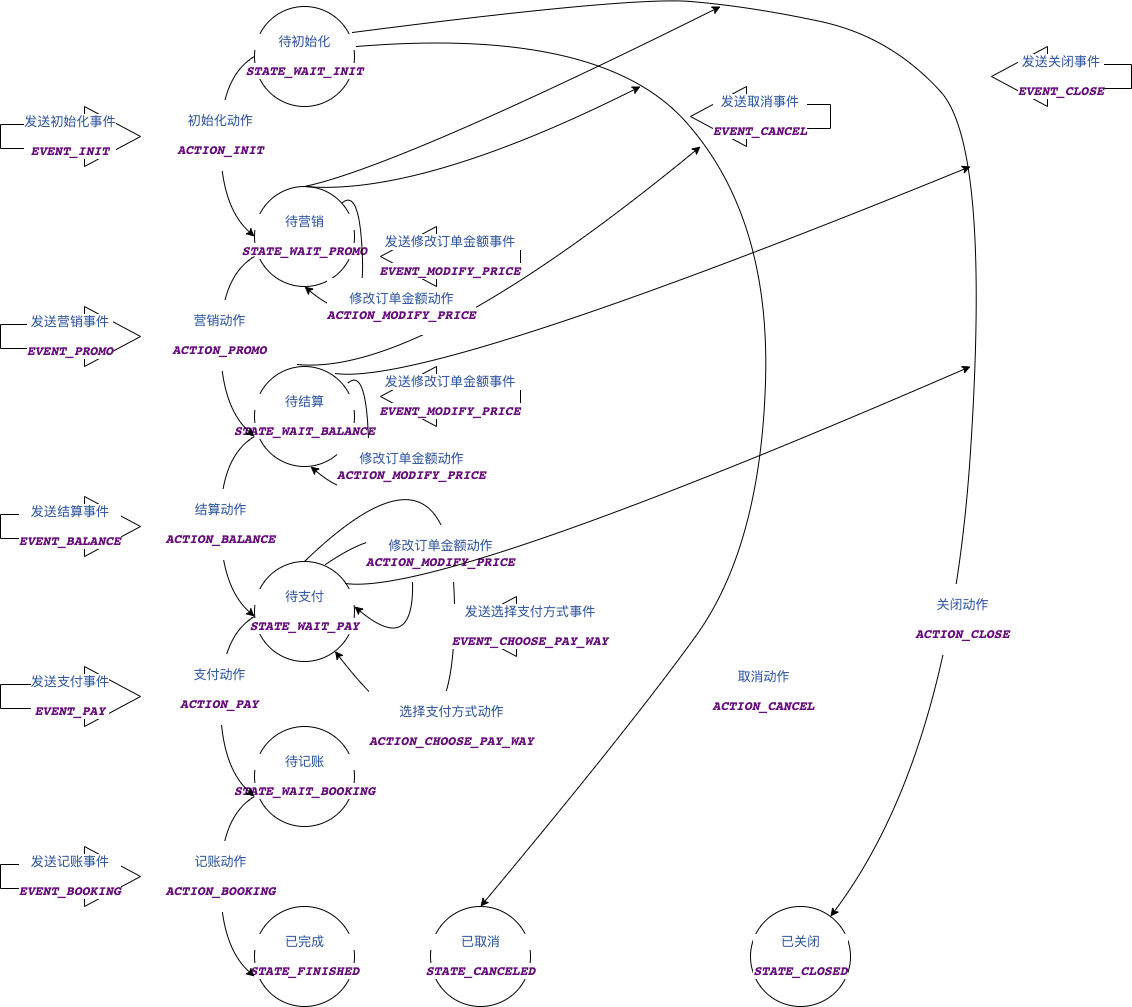 待初始化
STATE_WAIT_INIT
发送关闭事件
EVENT_CLOSE
发送取消事件
EVENT_CANCEL
发送初始化事件
EVENT_INIT
初始化动作
ACTION_INIT
待营销
STATE_WAIT_PROMO
发送修改订单金额事件
EVENT_MODIFY_PRICE
修改订单金额动作
ACTION_MODIFY_PRICE
发送营销事件
EVENT_PROMO
营销动作
ACTION_PROMO
待结算
STATE_WAIT_BALANCE
发送修改订单金额事件
EVENT_MODIFY_PRICE
修改订单金额动作
ACTION_MODIFY_PRICE
发送结算事件
EVENT_BALANCE
结算动作
ACTION_BALANCE
修改订单金额动作
ACTION_MODIFY_PRICE
待支付
STATE_WAIT_PAY
发送选择支付方式事件
EVENT_CHOOSE_PAY_WAY
关闭动作
ACTION_CLOSE
发送支付事件
EVENT_PAY
支付动作
ACTION_PAY
取消动作
ACTION_CANCEL
选择支付方式动作
ACTION_CHOOSE_PAY_WAY
待记账
STATE_WAIT_BOOKING
发送记账事件
EVENT_BOOKING
记账动作
ACTION_BOOKING
已完成
STATE_FINISHED
已取消
STATE_CANCELED
已关闭
STATE_CLOSED